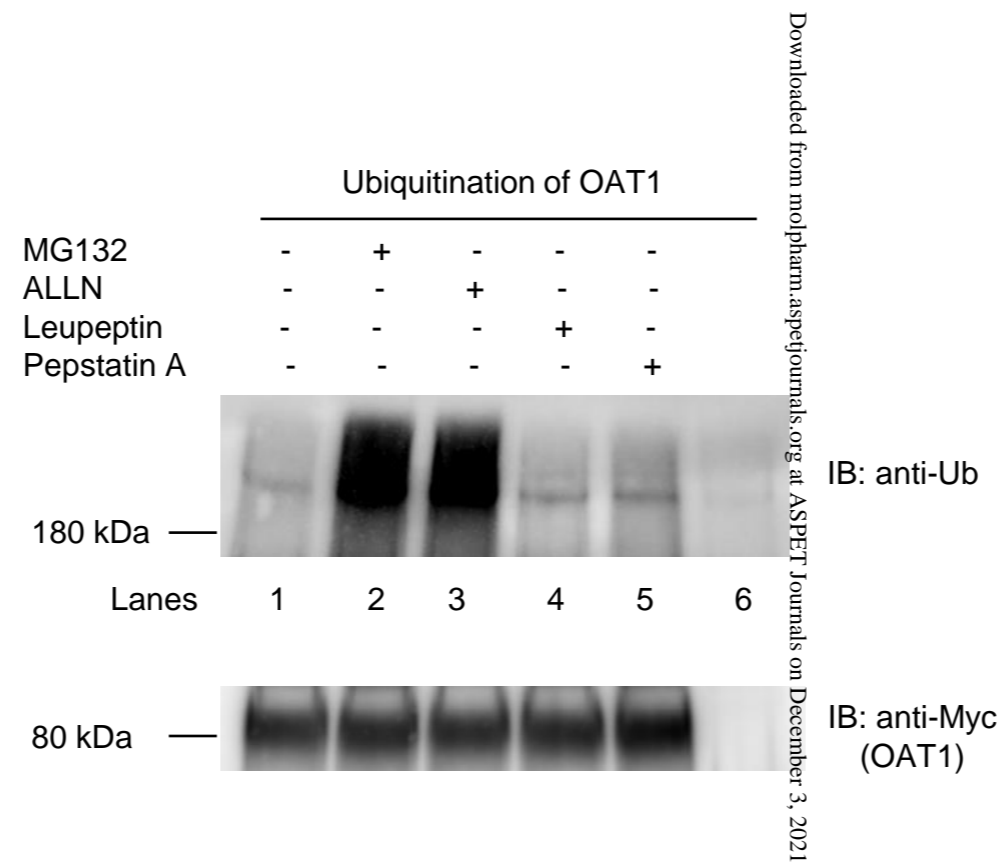 Ubiquitination of OAT1
MG132 - + - - -
ALLN - - + - -
Leupeptin - - - + -
Pepstatin A - - - - +
IB: anti-Ub
180 kDa
Lanes 1 2 3 4 5 6
80 kDa
IB: anti-Myc
(OAT1)
Downloaded from molpharm.aspetjournals.org at ASPET Journals on December 3, 2021